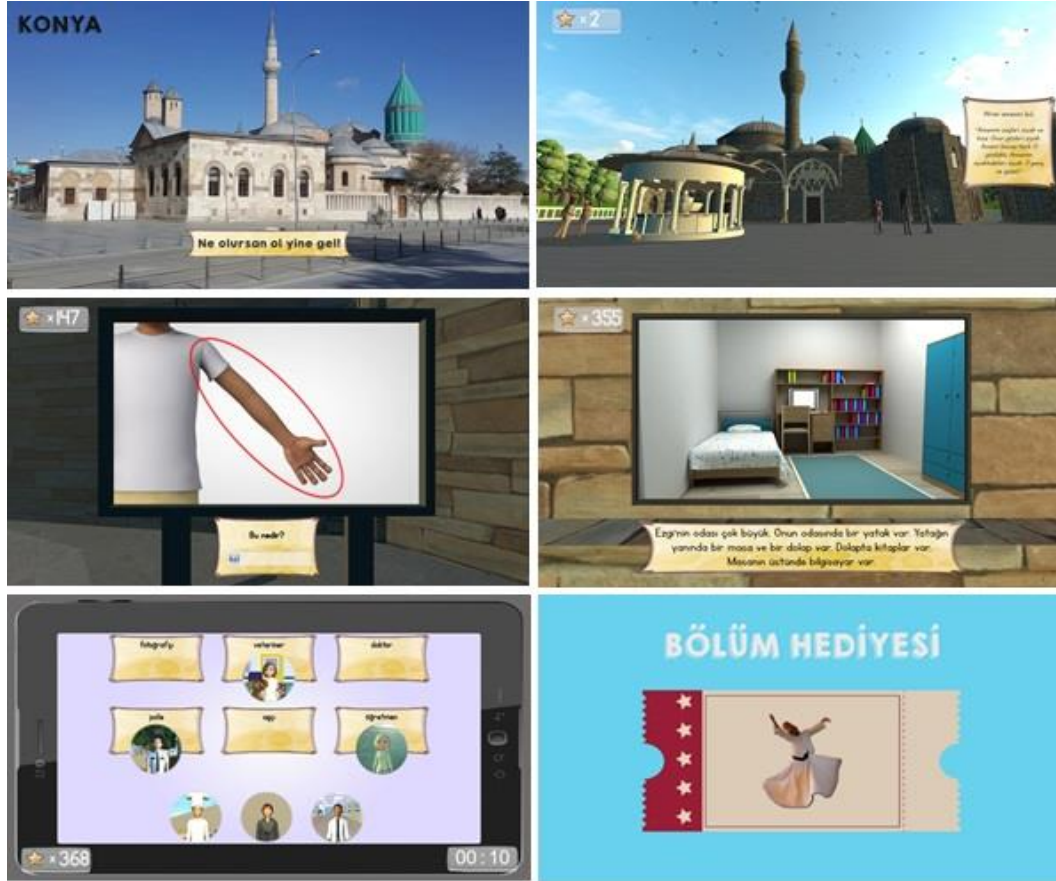 KONYA
Ne olursan ol yine gel!
×2
×147
Bu nedir?
kol
×355
Ezgi'nin odası çok büyük. Onun odasında bir yatak var. Yatağın
yanında bir masa ve bir dolap var. Dolapta kitaplar var.
Masanın üstünde bilgisayar var.
fotoğrafçı
veteriner
doktor
polis
aşçı
öğretmen
×368
00:10
BÖLÜM HEDİYESİ